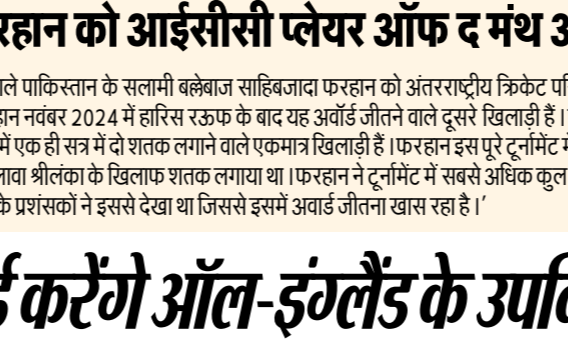 रहान को आईसीसी प्लेयर ऑफ द मंथ अ
ले पाकिस्तान के सलामी बल्लेबाज साहिबजादा फरहान को अंतरराष्ट्रीय क्रिकेट परि
हान नवंबर 2024 में हारिस रऊफ के बाद यह अवॉर्ड जीतने वाले दूसरे खिलाड़ी हैं।
में एक ही सत्र में दो शतक लगाने वाले एकमात्र खिलाड़ी हैं।फरहान इस पूरे टूर्नामेंट में
लावा श्रीलंका के खिलाफ शतक लगाया था।फरहान ने टूर्नामेंट में सबसे अधिक कुल
के प्रशंसकों ने इससे देखा था जिससे इसमें अवार्ड जीतना खास रहा है।’
र्ड करेंगे ऑल-इंग्लैंड के उपवि